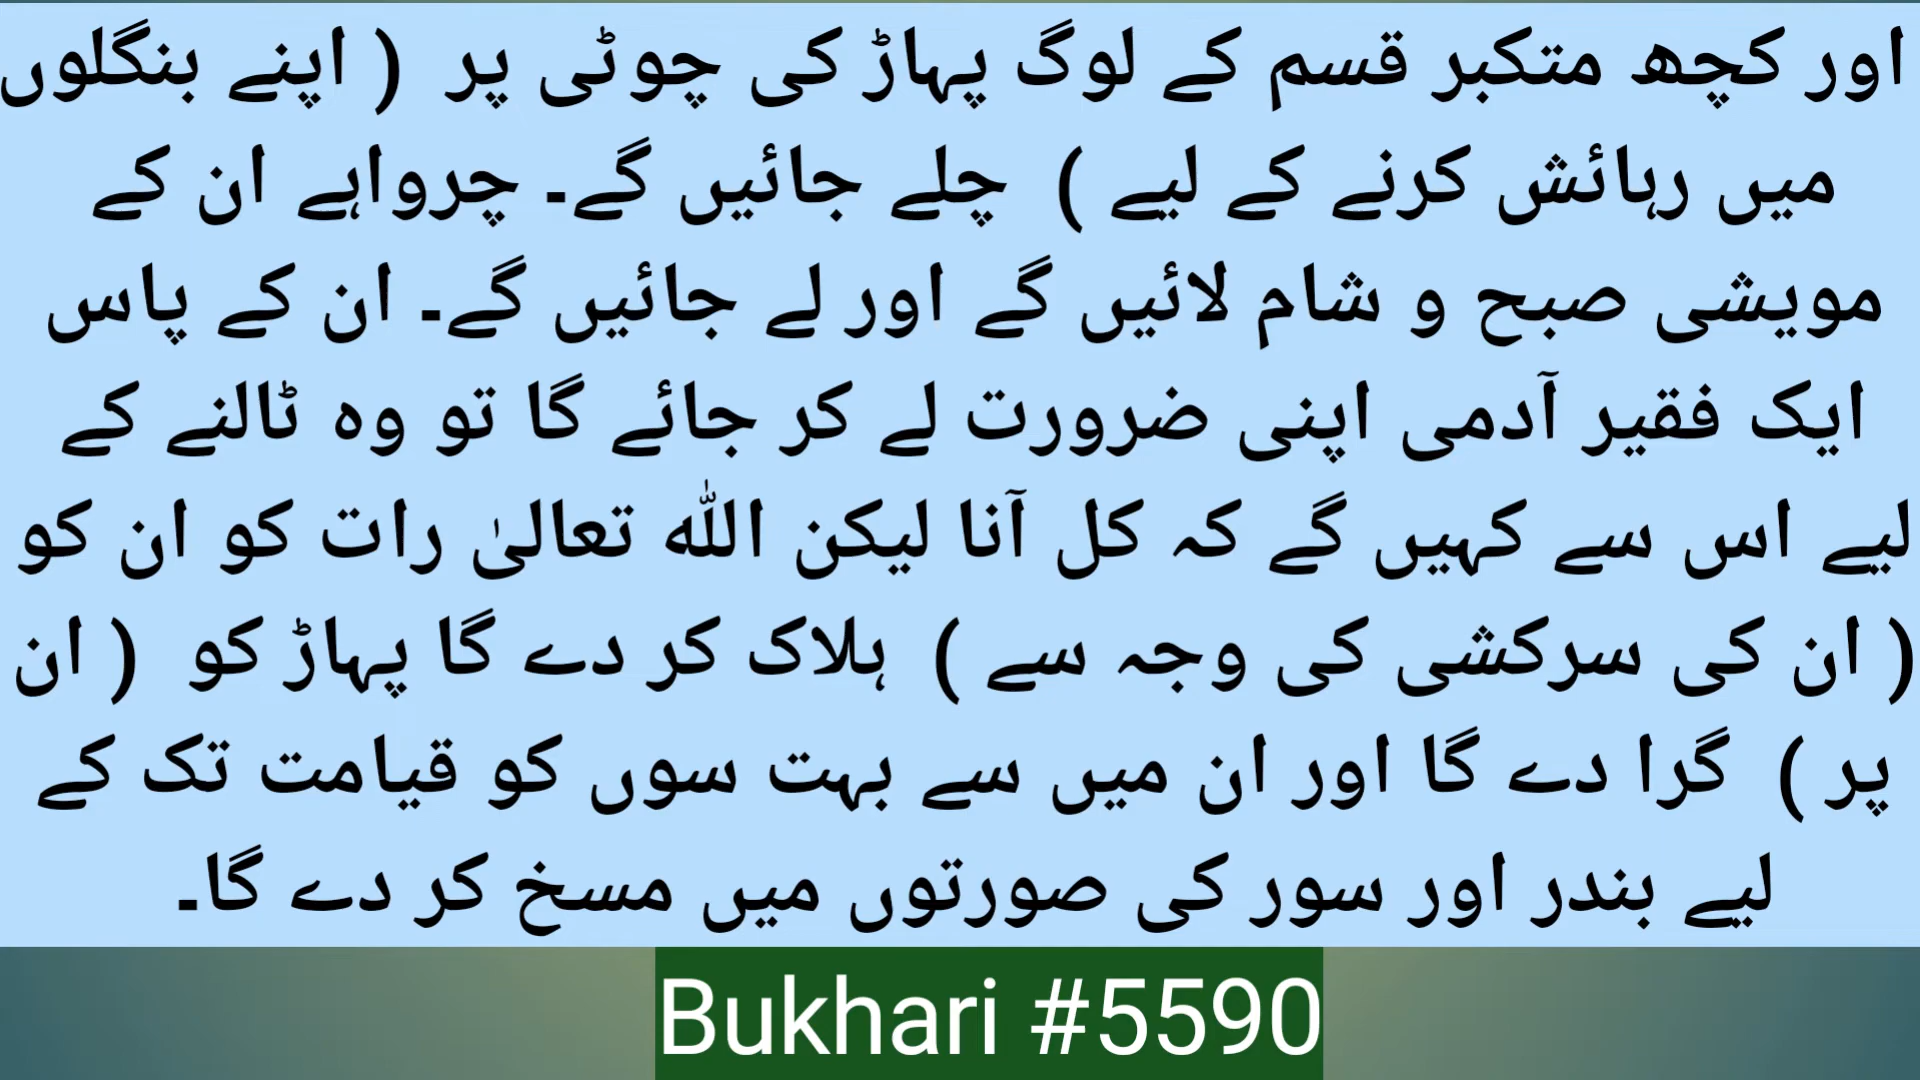 اور کچھ متکبر قسم کے لوگ پہاڑ کی چوٹی پر ( اپنے بنگلوں
میں رہائش کرنے کے لیے ) چلے جائیں گے۔ چرواہے ان کے
مویشی صبح و شام لائیں گے اور لے جائیں گے۔ ان کے پاس
ایک فقیر آدمی اپنی ضرورت لے کر جائے گا تو وہ ٹالنے کے
لیے اس سے کہیں گے کہ کل آنا لیکن اللہ تعالیٰ رات کو ان کو
( ان کی سرکشی کی وجہ سے ) ہلاک کر دے گا پہاڑ کو ( ان
پر ) گرا دے گا اور ان میں سے بہت سوں کو قیامت تک کے
لیے بندر اور سور کی صورتوں میں مسخ کر دے گا۔
Bukhari #5590